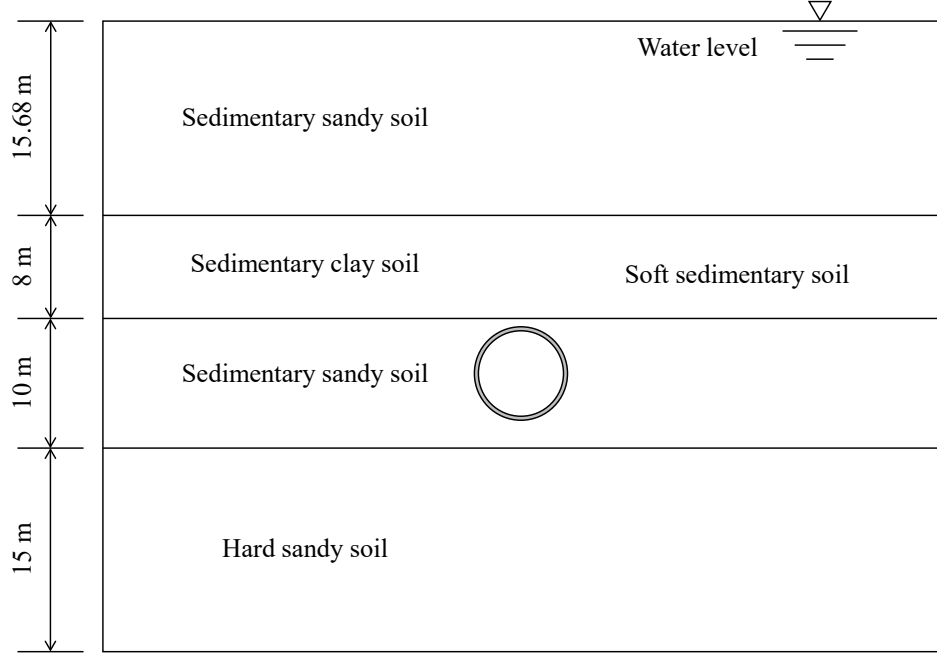 Water level
15.68 m
Sedimentary sandy soil
8 m
Sedimentary clay soil
Soft sedimentary soil
10 m
Sedimentary sandy soil
15 m
Hard sandy soil